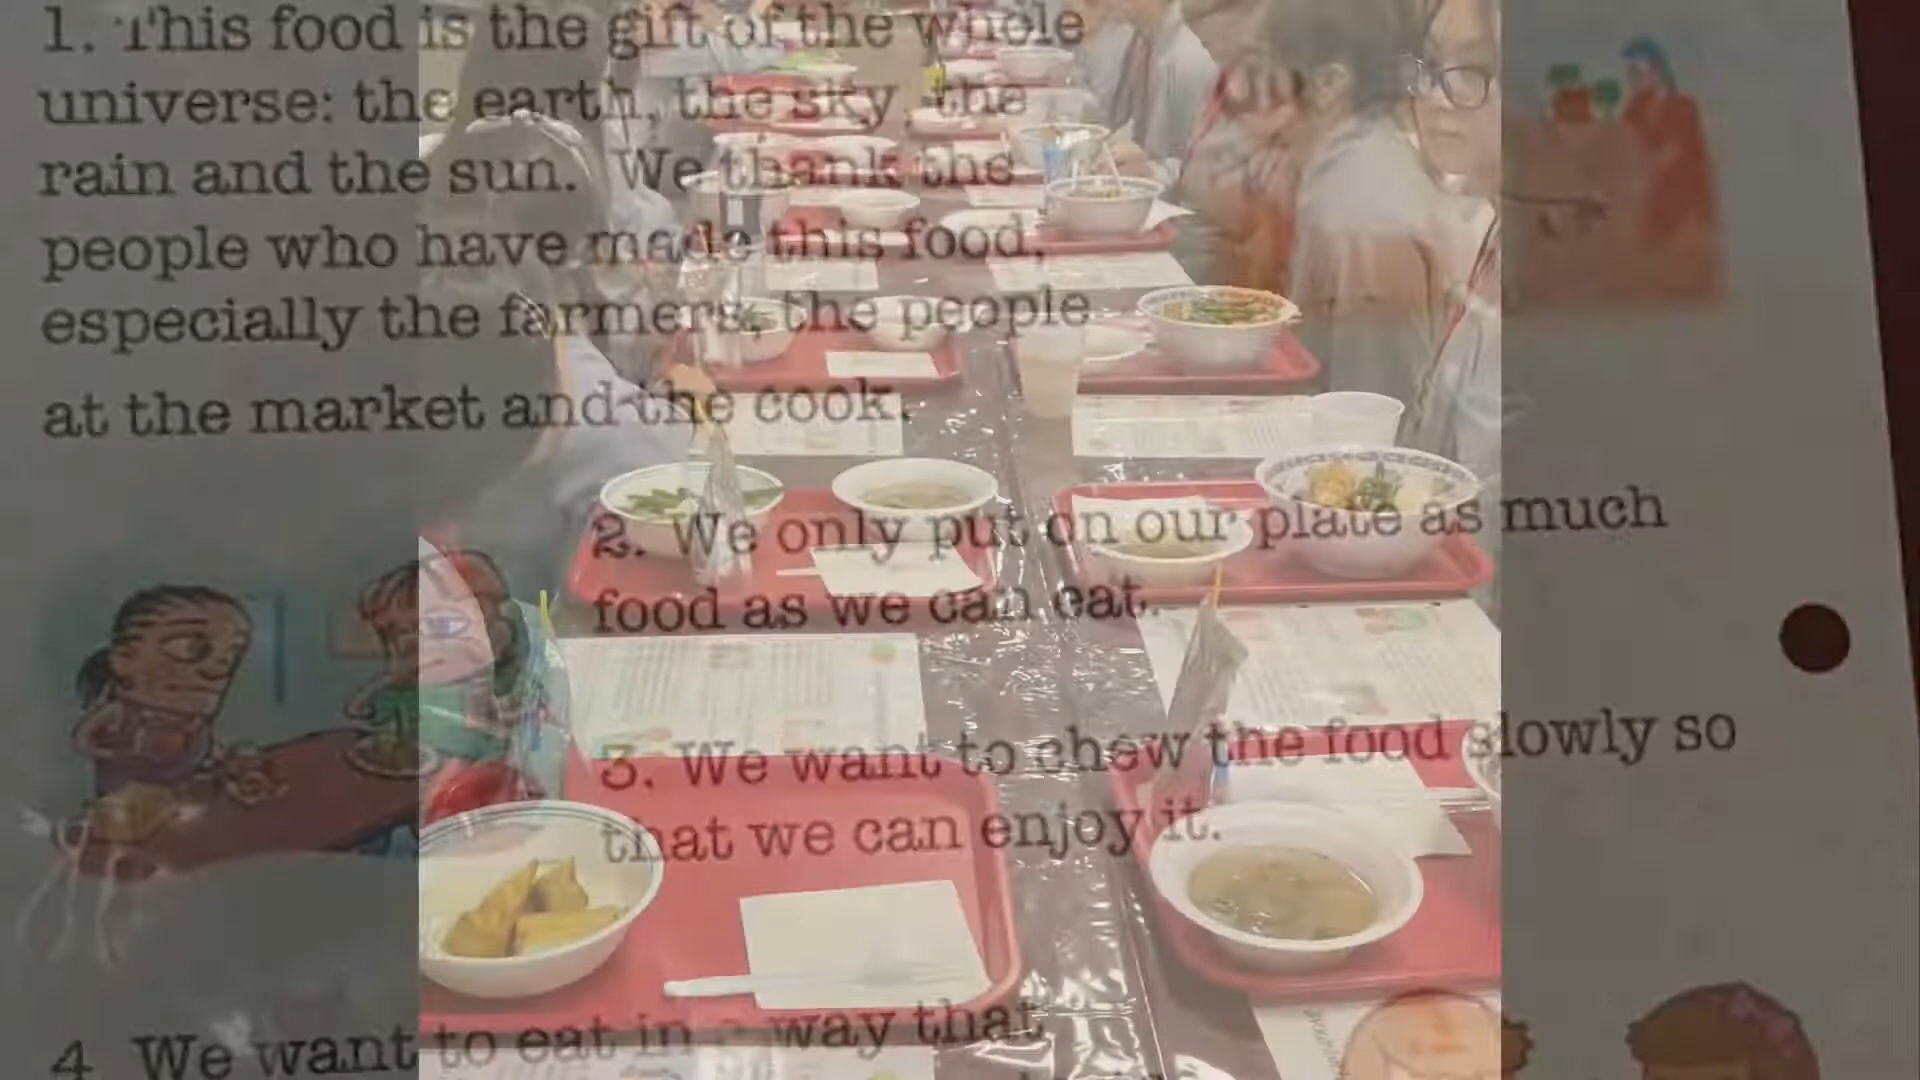 1. This food is the gift of the whole
universe: the earth, the sky, the
rain and the sun. We thank the
people who have made this food,
especially the farmers, the people
at the market and the cook.
2. We only put on our plate as much
food as we can eat.
3. We want to chew the food slowly so
that we can enjoy it.
4 We want to eat in a way that